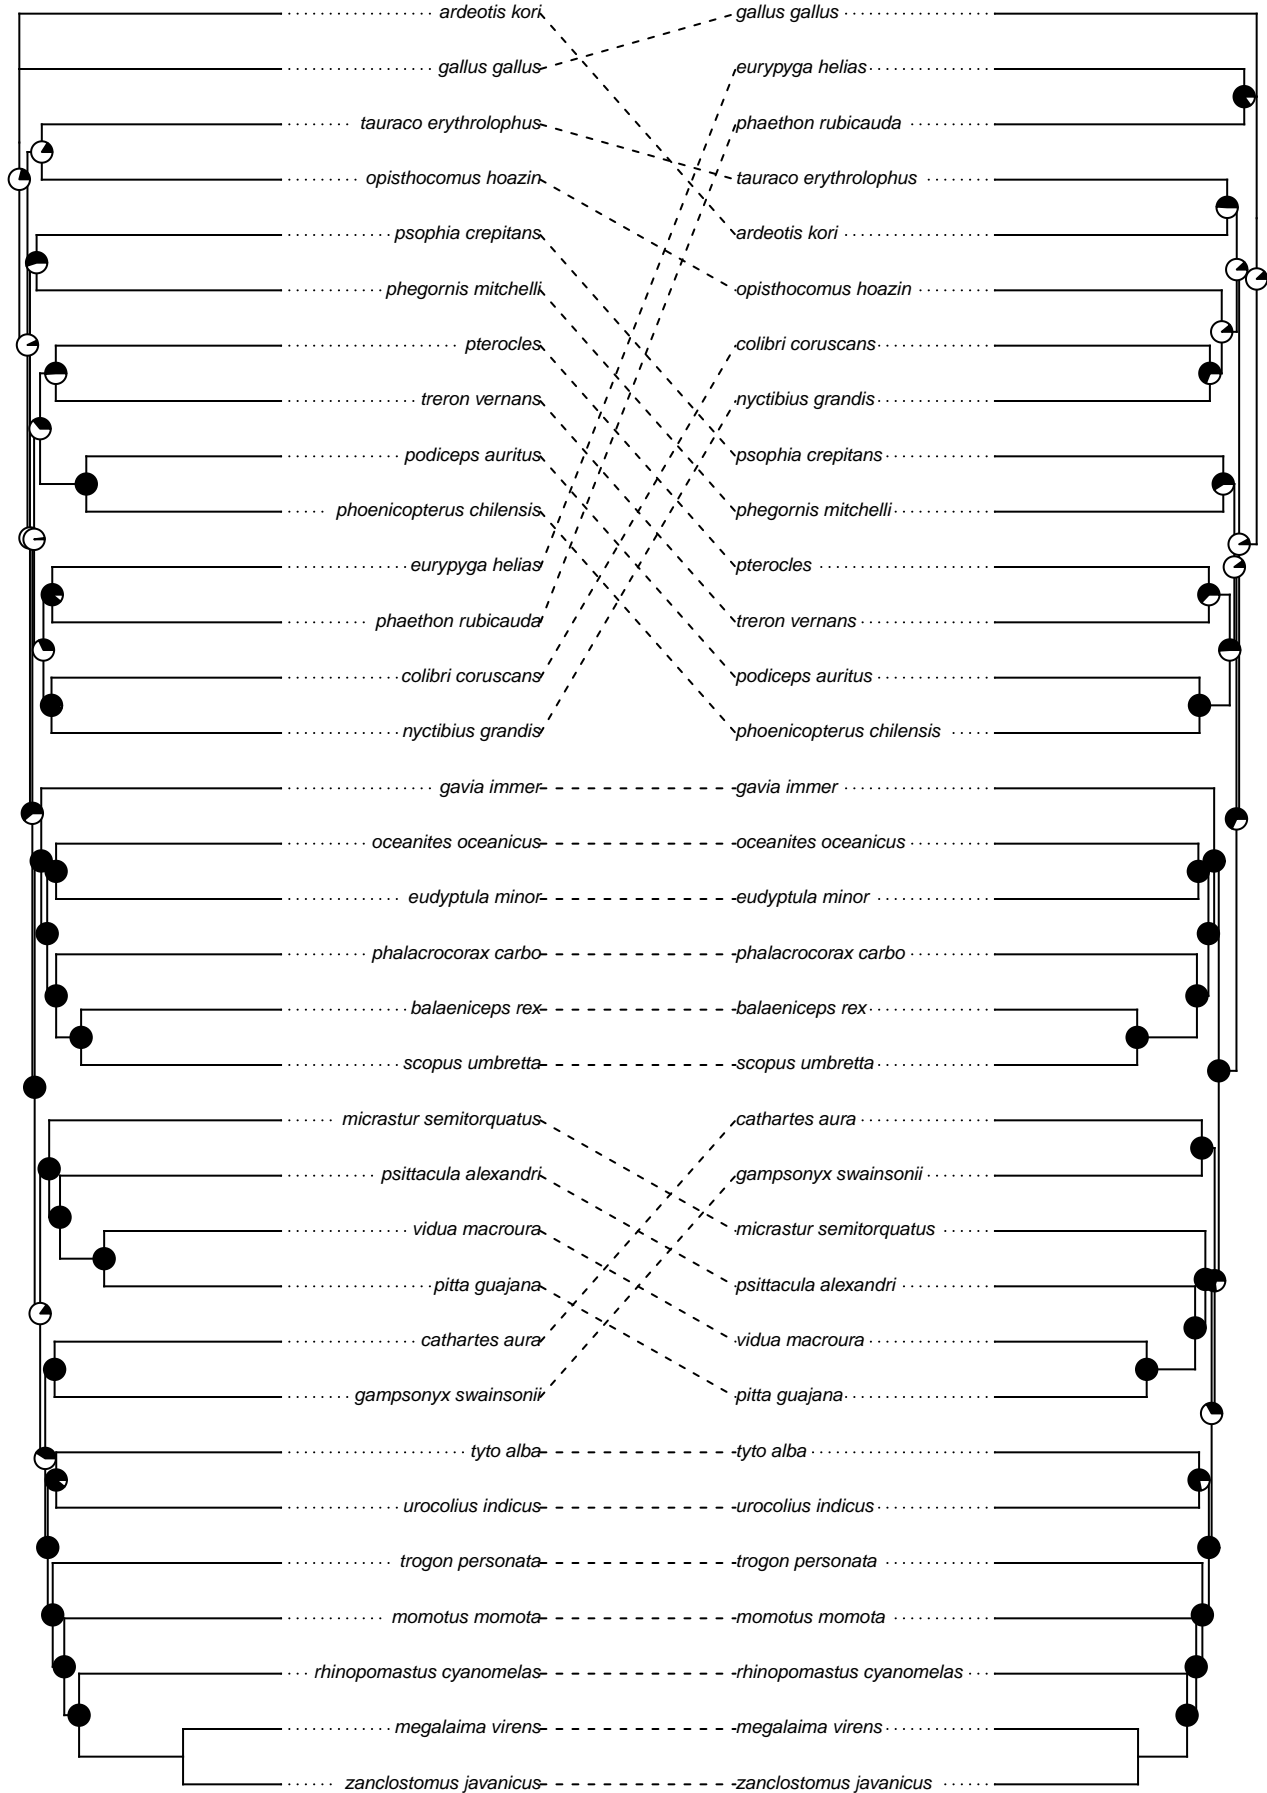 ardeotis kori gallus gallus
gallus gallus eurypyga helias
tauraco erythrolophus phaethon rubicauda
opisthocomus hoazin tauraco erythrolophus
psophia crepitans ardeotis kori
phegornis mitchelli opisthocomus hoazin
pterocles colibri coruscans
treron vernans nyctibius grandis
podiceps auritus psophia crepitans
phoenicopterus chilensis phegornis mitchelli
eurypyga helias pterocles
phaethon rubicauda treron vernans
colibri coruscans podiceps auritus
nyctibius grandis phoenicopterus chilensis
gavia immer gavia immer
oceanites oceanicus oceanites oceanicus
eudyptula minor eudyptula minor
phalacrocorax carbo phalacrocorax carbo
balaeniceps rex balaeniceps rex
scopus umbretta scopus umbretta
micrastur semitorquatus cathartes aura
psittacula alexandri gampsonyx swainsonii
vidua macroura micrastur semitorquatus
pitta guajana psittacula alexandri
cathartes aura vidua macroura
gampsonyx swainsonii pitta guajana
tyto alba tyto alba
urocolius indicus urocolius indicus
trogon personata trogon personata
momotus momota momotus momota
rhinopomastus cyanomelas rhinopomastus cyanomelas
megalaima virens megalaima virens
zanclostomus javanicus zanclostomus javanicus